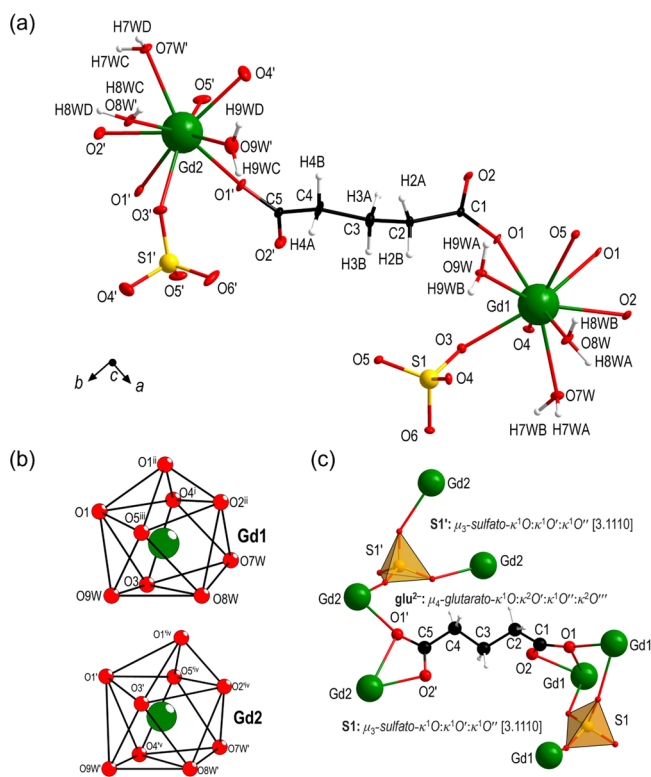 (a)
H7WD
O7W'
H7WC
O5'
O4'
H8WC
O8W'
H8WD
H9WD
O9W'
O2'
Gd2
H9WC
O1'
O1'
O3'
H4B
C5
C4
H3A
H2A
O2
C1
O2'
H4A
C3
C2
H3B
H2B
S1'
O4'
O5'
O6'
H9WA
O1
O5
O1
O9W
H9WB
Gd1
O2
H8WB
O4
O8W
H8WA
O3
O5
S1
O4
O7W
O6
H7WB
H7WA
b
c
a
(b)
O1ii
O4i
O1
O2ii
O5iii
Gd1
O7W
O3
O9W
O8W
O1'iv
O1'
O5'iv
O2'iv
O3'
Gd2
O4'v
O7W'
O9W'
O8W'
(c)
Gd2
S1': μ3-sulfato-κ1O:κ1O':κ1O'' [3.1110]
S1'
Gd2
Gd2
glu2–: μ4-glutarato-κ1O:κ2O':κ1O'':κ2O'''
O1'
C5
C4
C3
C2
C1
O1
Gd1
O2
Gd1
Gd2
O2'
S1: μ3-sulfato-κ1O:κ1O':κ1O'' [3.1110]
S1
Gd1